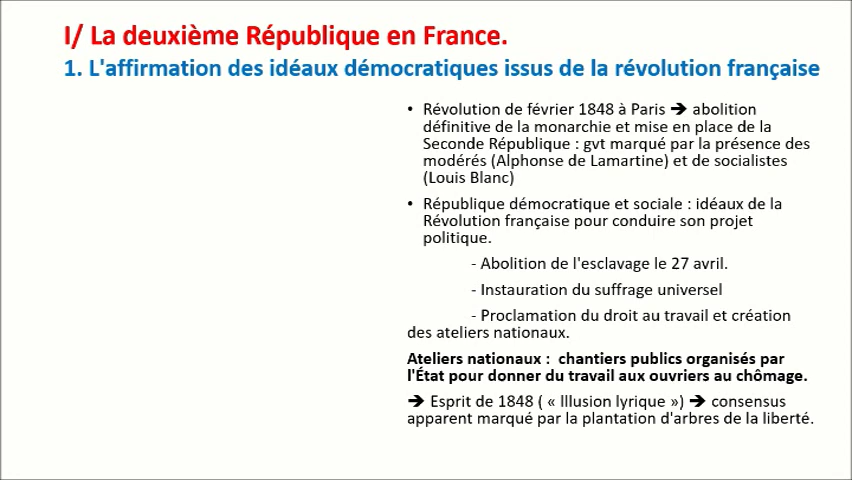 I/ La deuxième République en France.
1. L'affirmation des idéaux démocratiques issus de la révolution française
• Révolution de février 1848 à Paris ➔ abolition
définitive de la monarchie et mise en place de la
Seconde République : gvt marqué par la présence des
modérés (Alphonse de Lamartine) et de socialistes
(Louis Blanc)
• République démocratique et sociale : idéaux de la
Révolution française pour conduire son projet
politique.
- Abolition de l'esclavage le 27 avril.
- Instauration du suffrage universel
- Proclamation du droit au travail et création
des ateliers nationaux.
Ateliers nationaux : chantiers publics organisés par
l'État pour donner du travail aux ouvriers au chômage.
➔ Esprit de 1848 ( « Illusion lyrique ») ➔ consensus
apparent marqué par la plantation d'arbres de la liberté.